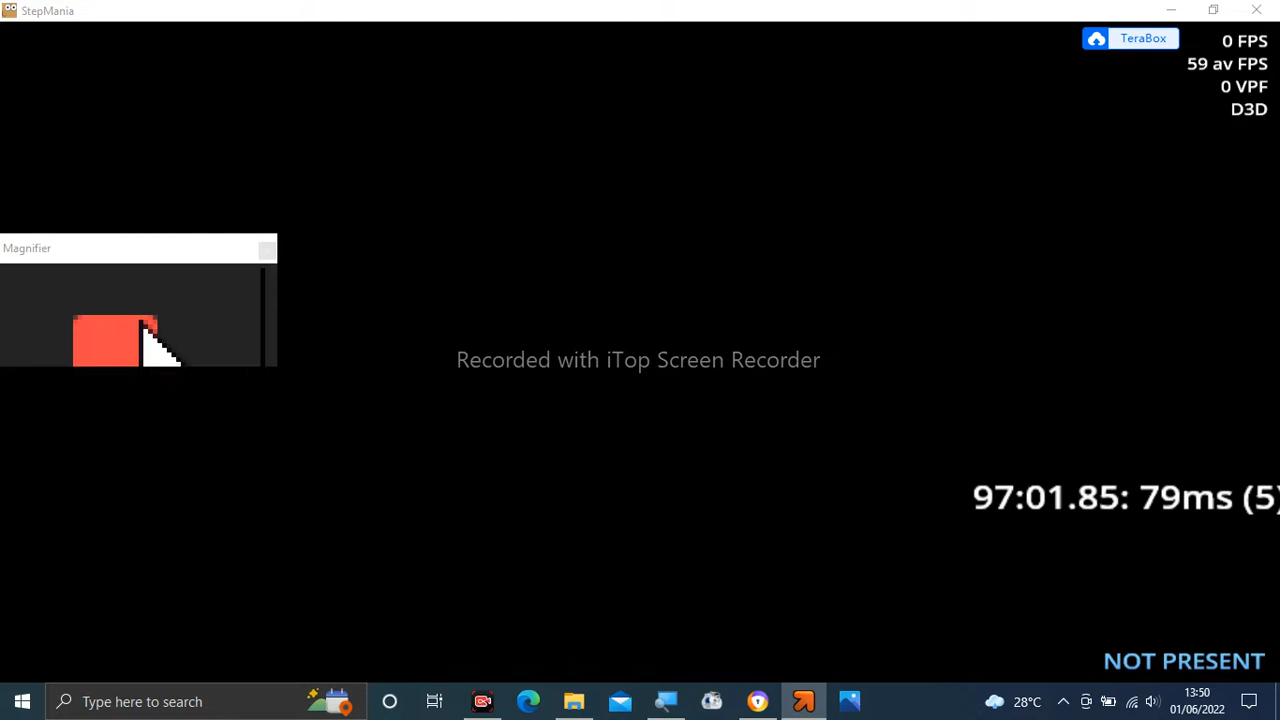 StepMania
TeraBox
0 FPS
59 av FPS
0 VPF
D3D
Magnifier
Recorded with iTop Screen Recorder
97:01.85: 79ms (5)
NOT PRESENT
Type here to search
28°C
13:50
01/06/2022